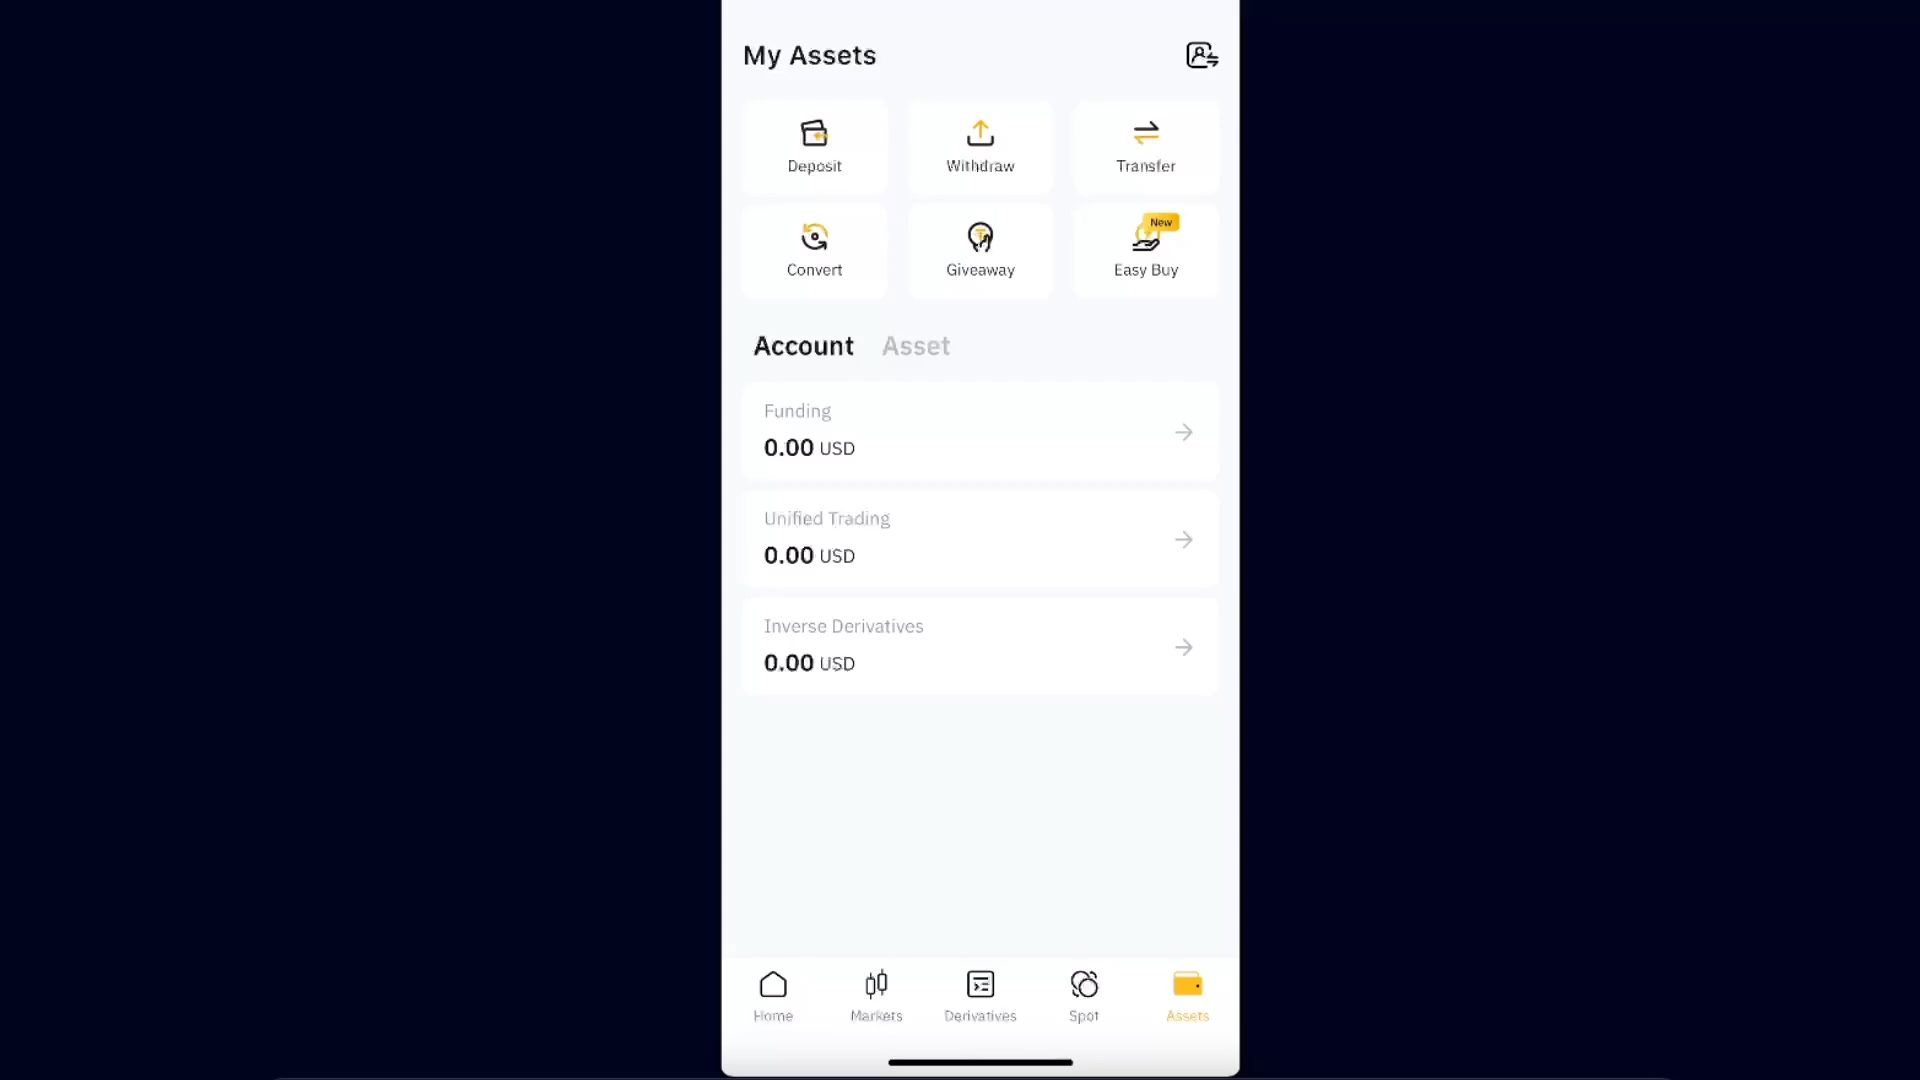 My Assets
Deposit
Withdraw
Transfer
Convert
Giveaway
New
Easy Buy
Account
Asset
Funding
0.00 USD
Unified Trading
0.00 USD
Inverse Derivatives
0.00 USD
Home
Markets
Derivatives
Spot
Assets